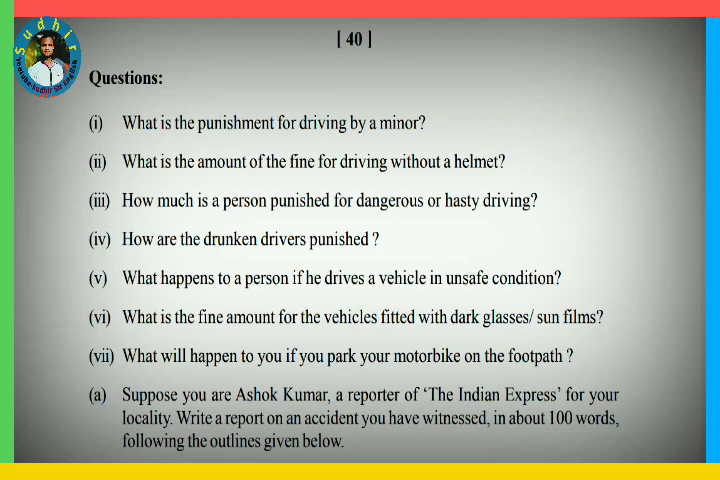 Sudhir
Youtube-Sudhir Sir English
[ 40 ]
Questions:
(i) What is the punishment for driving by a minor?
(ii) What is the amount of the fine for driving without a helmet?
(iii) How much is a person punished for dangerous or hasty driving?
(iv) How are the drunken drivers punished ?
(v) What happens to a person if he drives a vehicle in unsafe condition?
(vi) What is the fine amount for the vehicles fitted with dark glasses/ sun films?
(vii) What will happen to you if you park your motorbike on the footpath ?
(a) Suppose you are Ashok Kumar, a reporter of ‘The Indian Express’ for your
locality. Write a report on an accident you have witnessed, in about 100 words,
following the outlines given below.